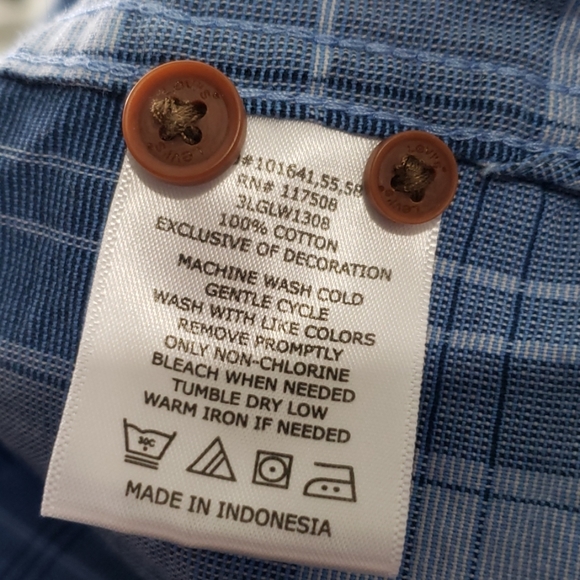 #101641,55,SP
RN# 117508
3LGLW1308
100% COTTON
EXCLUSIVE OF DECORATION
MACHINE WASH COLD
GENTLE CYCLE
WASH WITH LIKE COLORS
REMOVE PROMPTLY
ONLY NON-CHLORINE
BLEACH WHEN NEEDED
TUMBLE DRY LOW
WARM IRON IF NEEDED
30C
MADE IN INDONESIA